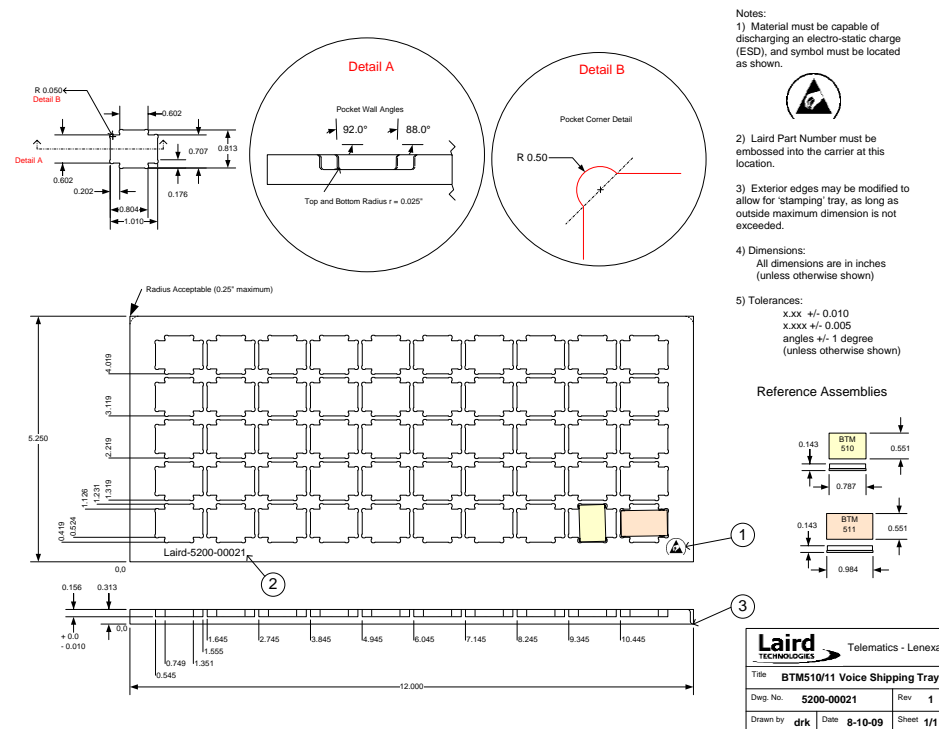 Notes:
1) Material must be capable of
discharging an electro-static charge
(ESD), and symbol must be located
as shown.
2) Laird Part Number must be
embossed into the carrier at this
location.
3) Exterior edges may be modified to
allow for 'stamping' tray, as long as
outside maximum dimension is not
exceeded.
4) Dimensions:
All dimensions are in inches
(unless otherwise shown)
5) Tolerances:
x.xx +/- 0.010
x.xxx +/- 0.005
angles +/- 1 degree
(unless otherwise shown)
R 0.050
Detail B
0.602
0.707
0.813
Detail A
0.602
0.202
0.176
0.804
1.010
Detail A
Pocket Wall Angles
92.0°
88.0°
Top and Bottom Radius r = 0.025"
Detail B
Pocket Corner Detail
R 0.50
Radius Acceptable (0.25" maximum)
5.250
4.019
3.119
2.219
1.319
1.231
1.126
0.524
0.419
0,0
Laird-5200-00021
1
2
3
Reference Assemblies
BTM
510
0.143
0.551
0.787
BTM
511
0.143
0.551
0.984
0.156
0.313
+ 0.0
- 0.010
0,0
0.545
0.749
1.351
1.555
1.645
2.745
3.845
4.945
6.045
7.145
8.245
9.345
10.445
12.000
Laird
TECHNOLOGIES
Telematics - Lenexa
Title BTM510/11 Voice Shipping Tray
Dwg. No. 5200-00021 Rev 1
Drawn by drk Date 8-10-09 Sheet 1/1